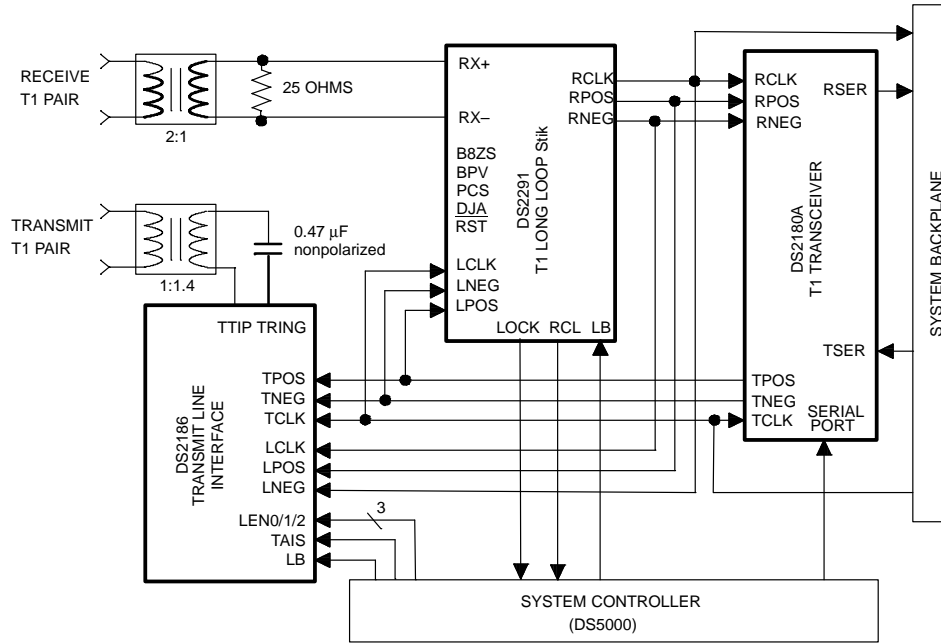 RECEIVE
T1 PAIR
2:1
25 OHMS
TRANSMIT
T1 PAIR
1:1.4
0.47 µF
nonpolarized
RX+
RX–
B8ZS
BPV
PCS
DJA
RST
LCLK
LNEG
LPOS
RCLK
RPOS
RNEG
DS2291
T1 LONG LOOP Stik
LOCK RCL LB
RCLK
RPOS
RNEG
RSER
DS2180A
T1 TRANSCEIVER
TSER
TPOS
TNEG
TCLK
SERIAL
PORT
SYSTEM BACKPLANE
TTIP TRING
DS2186
TRANSMIT LINE
INTERFACE
TPOS
TNEG
TCLK
LCLK
LPOS
LNEG
LEN0/1/2
TAIS
LB
3
SYSTEM CONTROLLER
(DS5000)